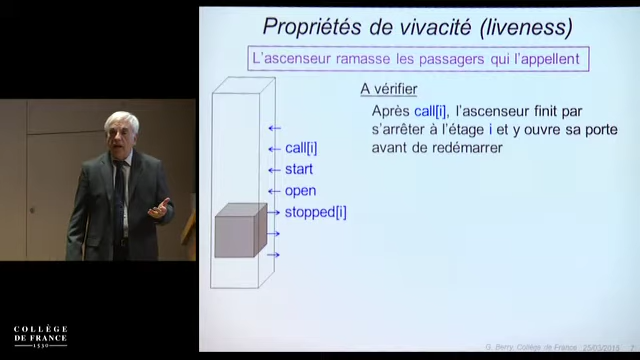 Propriétés de vivacité (liveness)
L'ascenseur ramasse les passagers qui l'appellent
A vérifier
Après call[i], l'ascenseur finit par
s'arrêter à l'étage i et y ouvre sa porte
avant de redémarrer
call[i]
start
open
stopped[i]
COLLÈGE
DE FRANCE
1530
G. Berry, Collège de France 25/03/2015 7